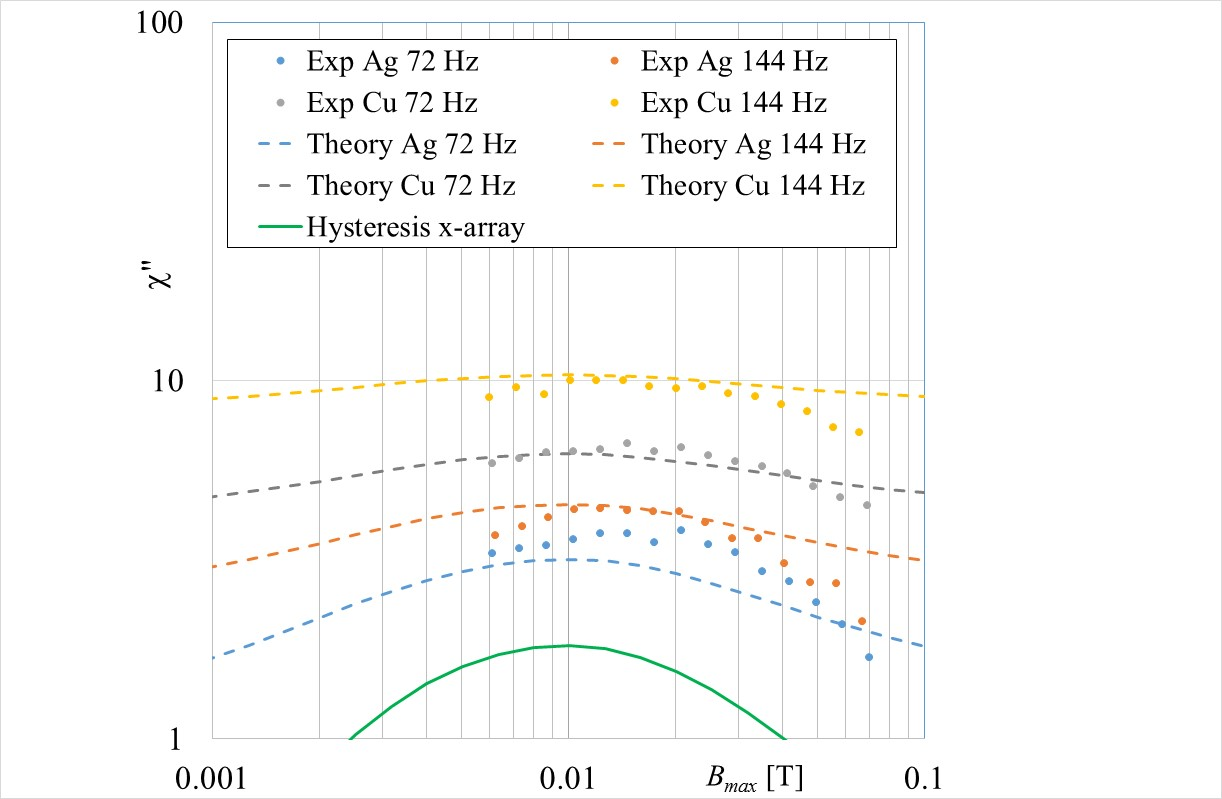 100
Exp Ag 72 Hz
Exp Ag 144 Hz
Exp Cu 72 Hz
Exp Cu 144 Hz
Theory Ag 72 Hz
Theory Ag 144 Hz
Theory Cu 72 Hz
Theory Cu 144 Hz
Hysteresis x-array
χ"
10
1
0.001
0.01
Bmax [T]
0.1